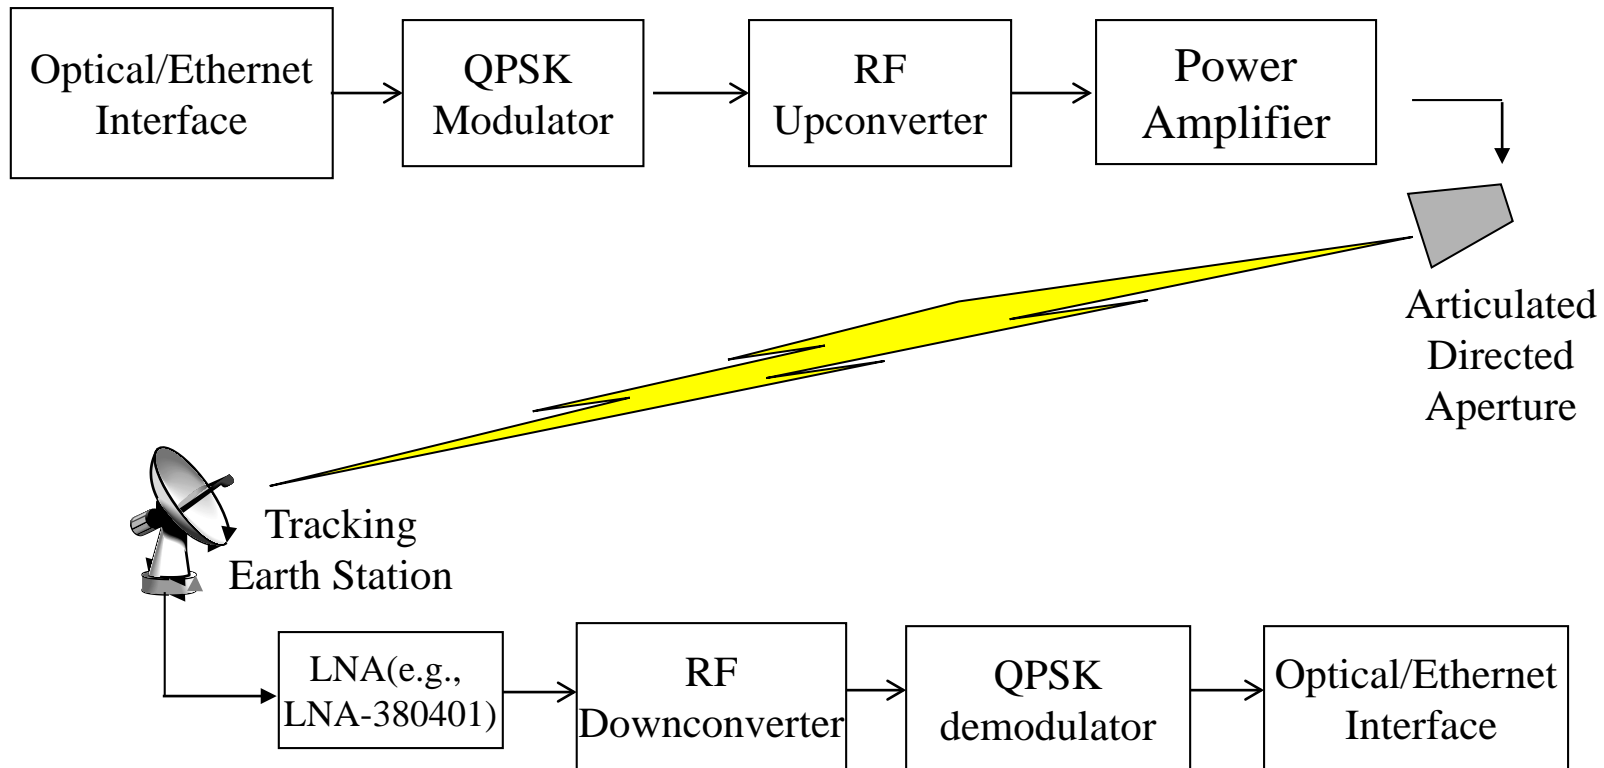 Optical/Ethernet
Interface
QPSK
Modulator
RF
Upconverter
Power
Amplifier
Articulated
Directed
Aperture
Tracking
Earth Station
LNA(e.g.,
LNA-380401)
RF
Downconverter
QPSK
demodulator
Optical/Ethernet
Interface